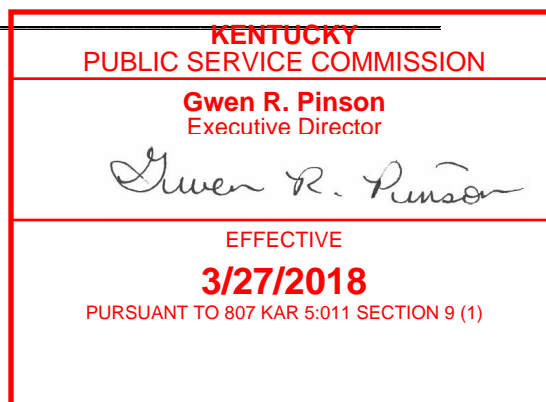 KENTUCKY
PUBLIC SERVICE COMMISSION
Gwen R. Pinson
Executive Director
Gwen R. Pinson
EFFECTIVE
3/27/2018
PURSUANT TO 807 KAR 5:011 SECTION 9 (1)